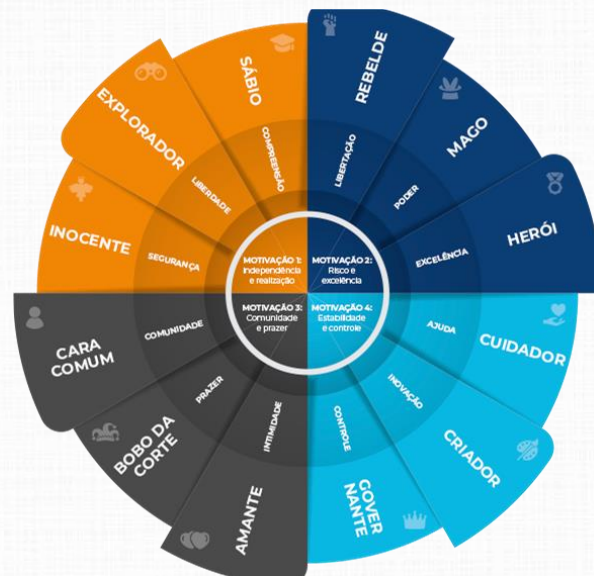 SÁBIO
COMPREENSÃO
EXPLORADOR
LIBERDADE
INOCENTE
SEGURANÇA
REBELDE
LIBERTAÇÃO
MAGO
PODER
HERÓI
EXCELÊNCIA
MOTIVAÇÃO 1:
Independência
e realização
MOTIVAÇÃO 2:
Risco e
excelência
MOTIVAÇÃO 3:
Comunidade
e prazer
MOTIVAÇÃO 4:
Estabilidade
e controle
CARA
COMUM
COMUNIDADE
BOBO DA
CORTE
PRAZER
AMANTE
INTIMIDADE
CUIDADOR
AJUDA
CRIADOR
INOVAÇÃO
GOVER
NANTE
CONTROLE